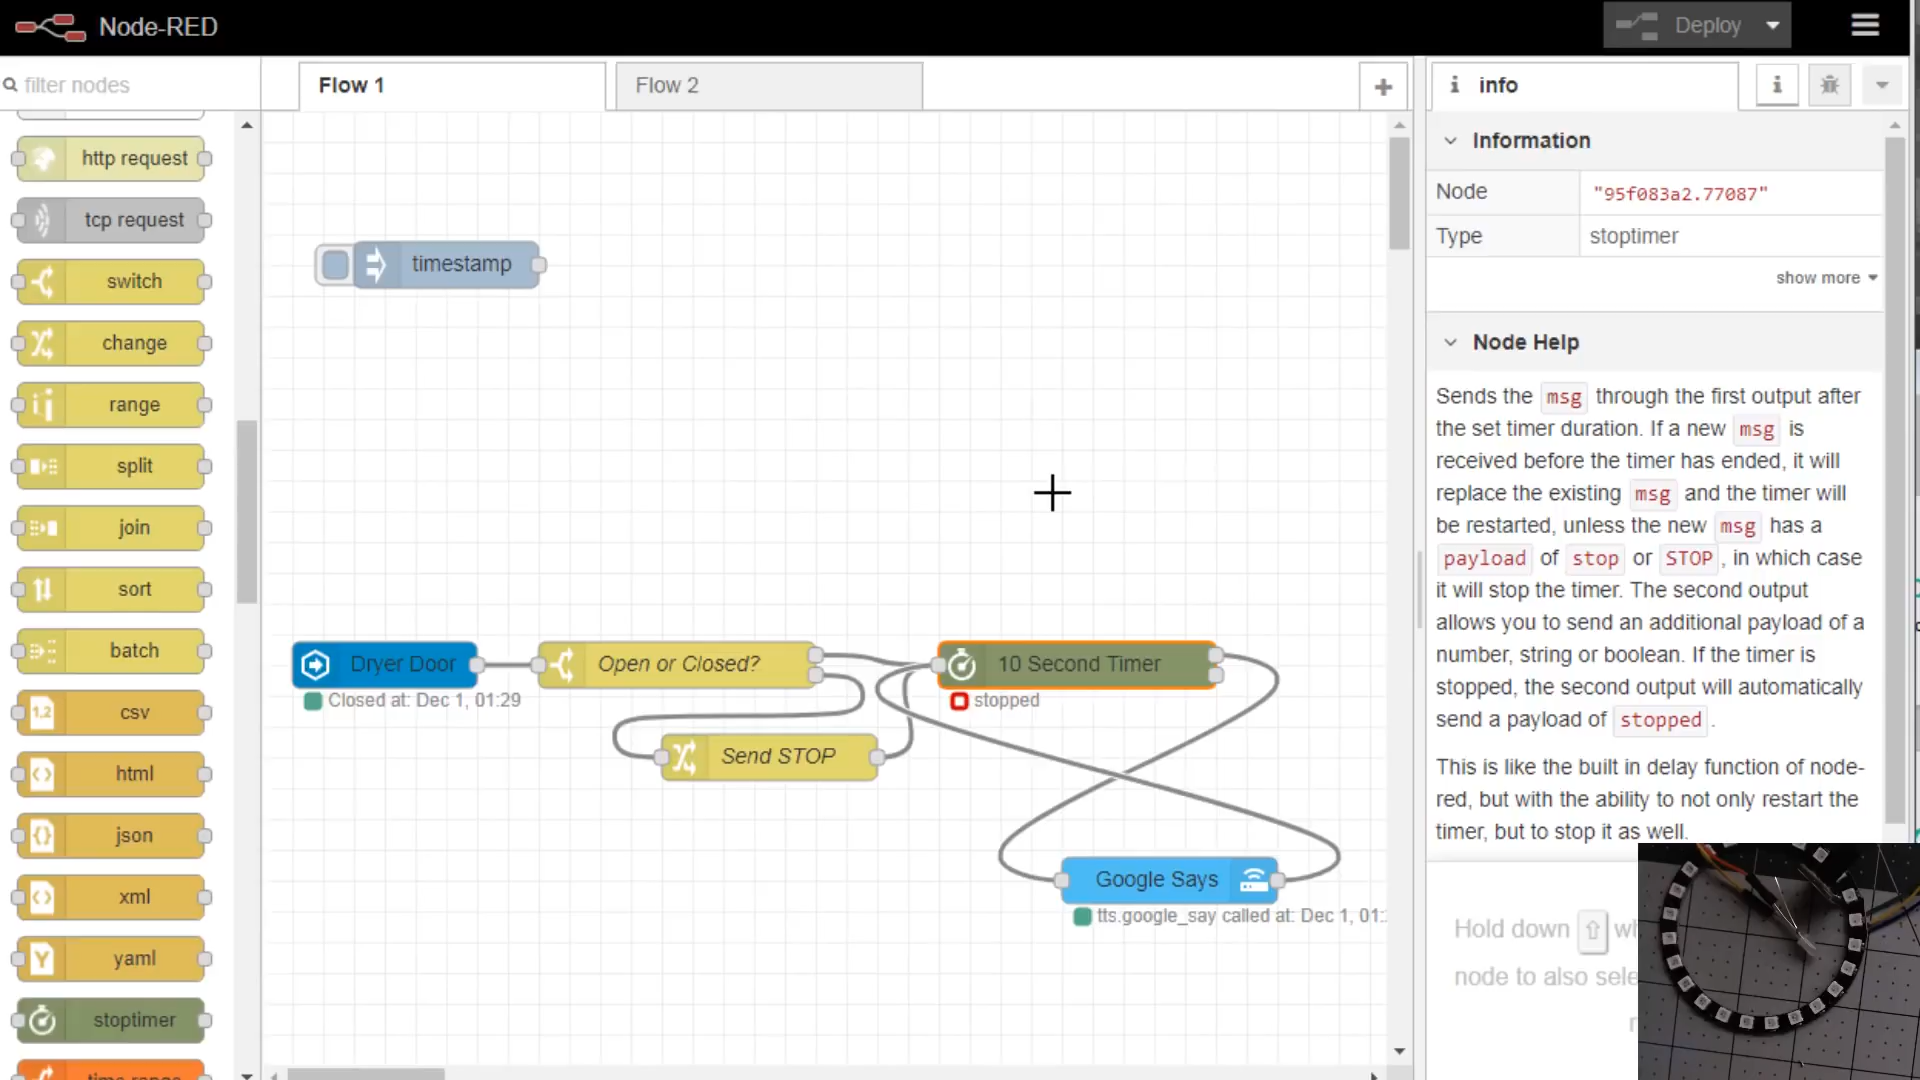 Node-RED
Deploy
filter nodes
Flow 1
Flow 2
info
http request
tcp request
switch
change
range
split
join
sort
batch
csv
html
json
xml
yaml
stoptimer
timestamp
Dryer Door
Closed at: Dec 1, 01:29
Open or Closed?
Send STOP
10 Second Timer
stopped
Google Says
tts.google_say called at: Dec 1, 01:
Information
Node "95f083a2.77087"
Type stoptimer
show more
Node Help
Sends the msg through the first output after
the set timer duration. If a new msg is
received before the timer has ended, it will
replace the existing msg and the timer will
be restarted, unless the new msg has a
payload of stop or STOP, in which case
it will stop the timer. The second output
allows you to send an additional payload of a
number, string or boolean. If the timer is
stopped, the second output will automatically
send a payload of stopped.
This is like the built in delay function of node-
red, but with the ability to not only restart the
timer, but to stop it as well.
Hold down
node to also